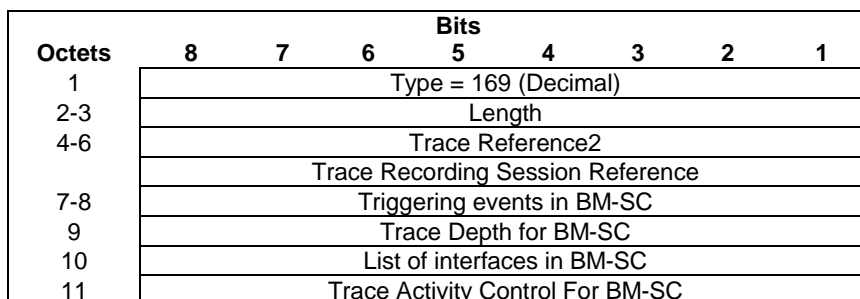 Bits
Octets 8 7 6 5 4 3 2 1
1 Type = 169 (Decimal)
2-3 Length
4-6 Trace Reference2
Trace Recording Session Reference
7-8 Triggering events in BM-SC
9 Trace Depth for BM-SC
10 List of interfaces in BM-SC
11 Trace Activity Control For BM-SC